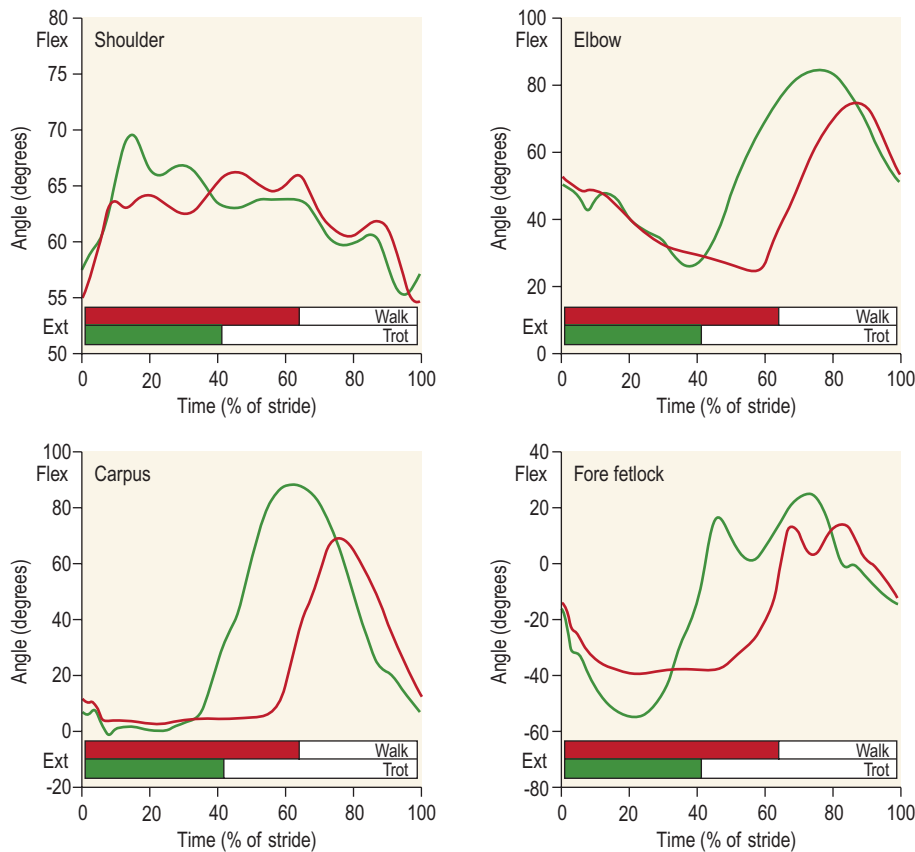 80
Flex
Shoulder
75
70
65
60
55
Ext
50
Angle (degrees)
Walk
Trot
0 20 40 60 80 100
Time (% of stride)
100
Flex
Elbow
80
60
40
20
Ext
0
Angle (degrees)
Walk
Trot
0 20 40 60 80 100
Time (% of stride)
100
Flex
Carpus
80
60
40
20
0
Ext
-20
Angle (degrees)
Walk
Trot
0 20 40 60 80 100
Time (% of stride)
40
Flex
Fore fetlock
20
0
-20
-40
-60
Ext
-80
Angle (degrees)
Walk
Trot
0 20 40 60 80 100
Time (% of stride)